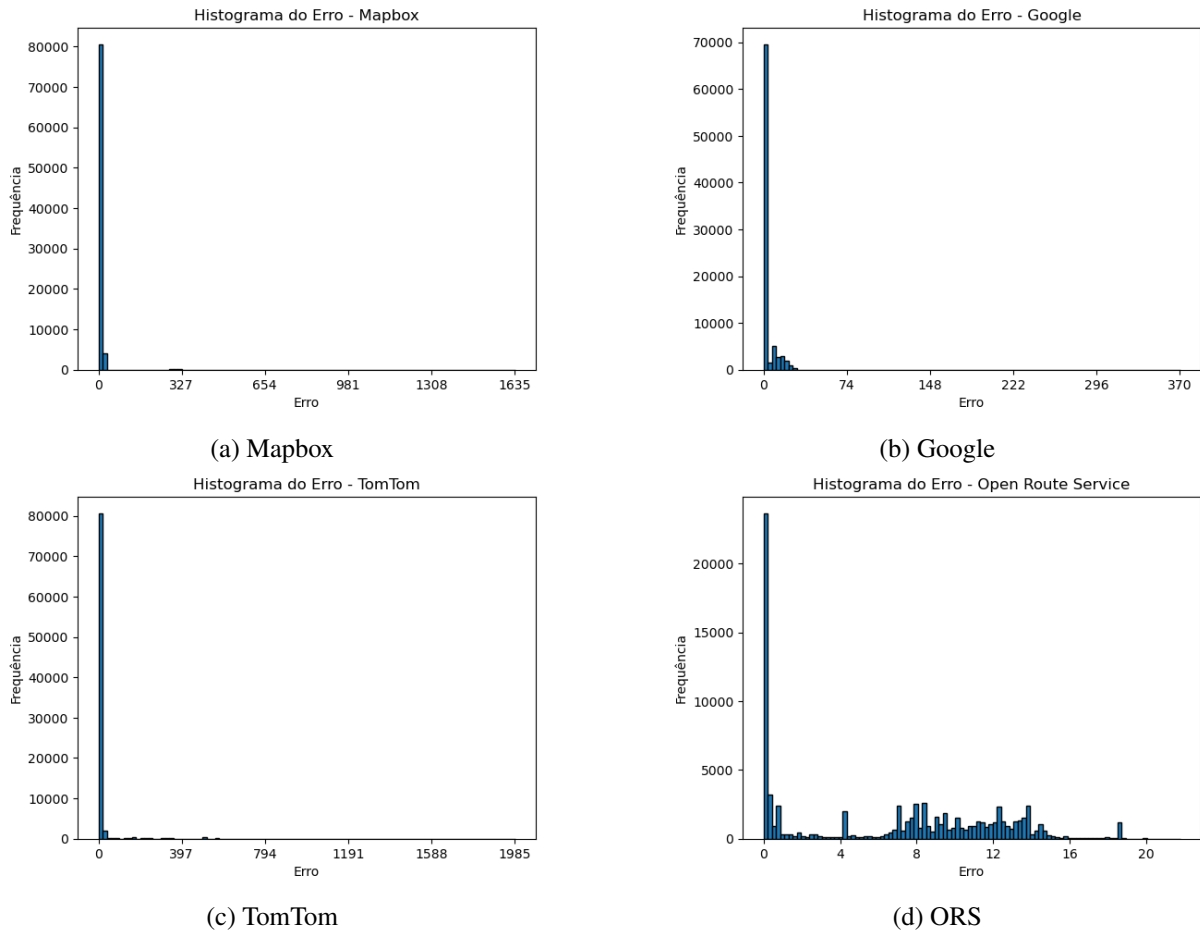 Histograma do Erro - Mapbox
80000
70000
60000
50000
40000
30000
20000
10000
0
Frequência
0 327 654 981 1308 1635
Erro
(a) Mapbox
Histograma do Erro - Google
70000
60000
50000
40000
30000
20000
10000
0
Frequência
0 74 148 222 296 370
Erro
(b) Google
Histograma do Erro - TomTom
80000
70000
60000
50000
40000
30000
20000
10000
0
Frequência
0 397 794 1191 1588 1985
Erro
(c) TomTom
Histograma do Erro - Open Route Service
20000
15000
10000
5000
0
Frequência
0 4 8 12 16 20
Erro
(d) ORS